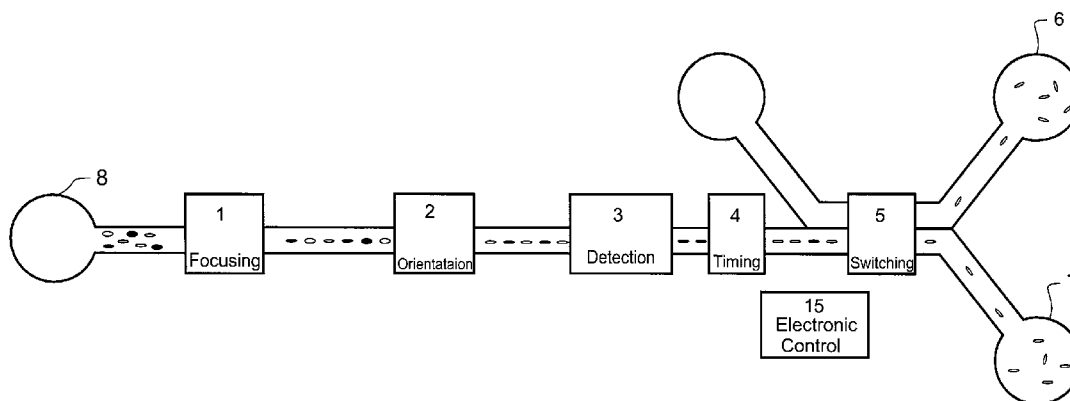 6
8
1
Focusing
2
Orientataion
3
Detection
4
Timing
5
Switching
15
Electronic
Control